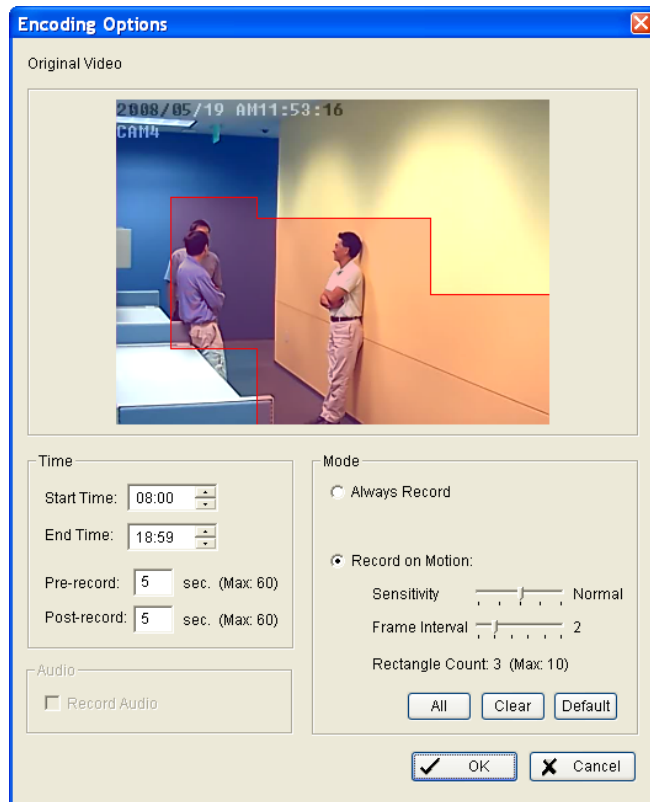 Encoding Options
Original Video
2008/05/19 AM11:53:16
CAM4
Time
Start Time: 08:00
End Time: 18:59
Pre-record: 5 sec. (Max: 60)
Post-record: 5 sec. (Max: 60)
Audio
Record Audio
Mode
Always Record
Record on Motion:
Sensitivity Normal
Frame Interval 2
Rectangle Count: 3 (Max: 10)
All Clear Default
OK Cancel